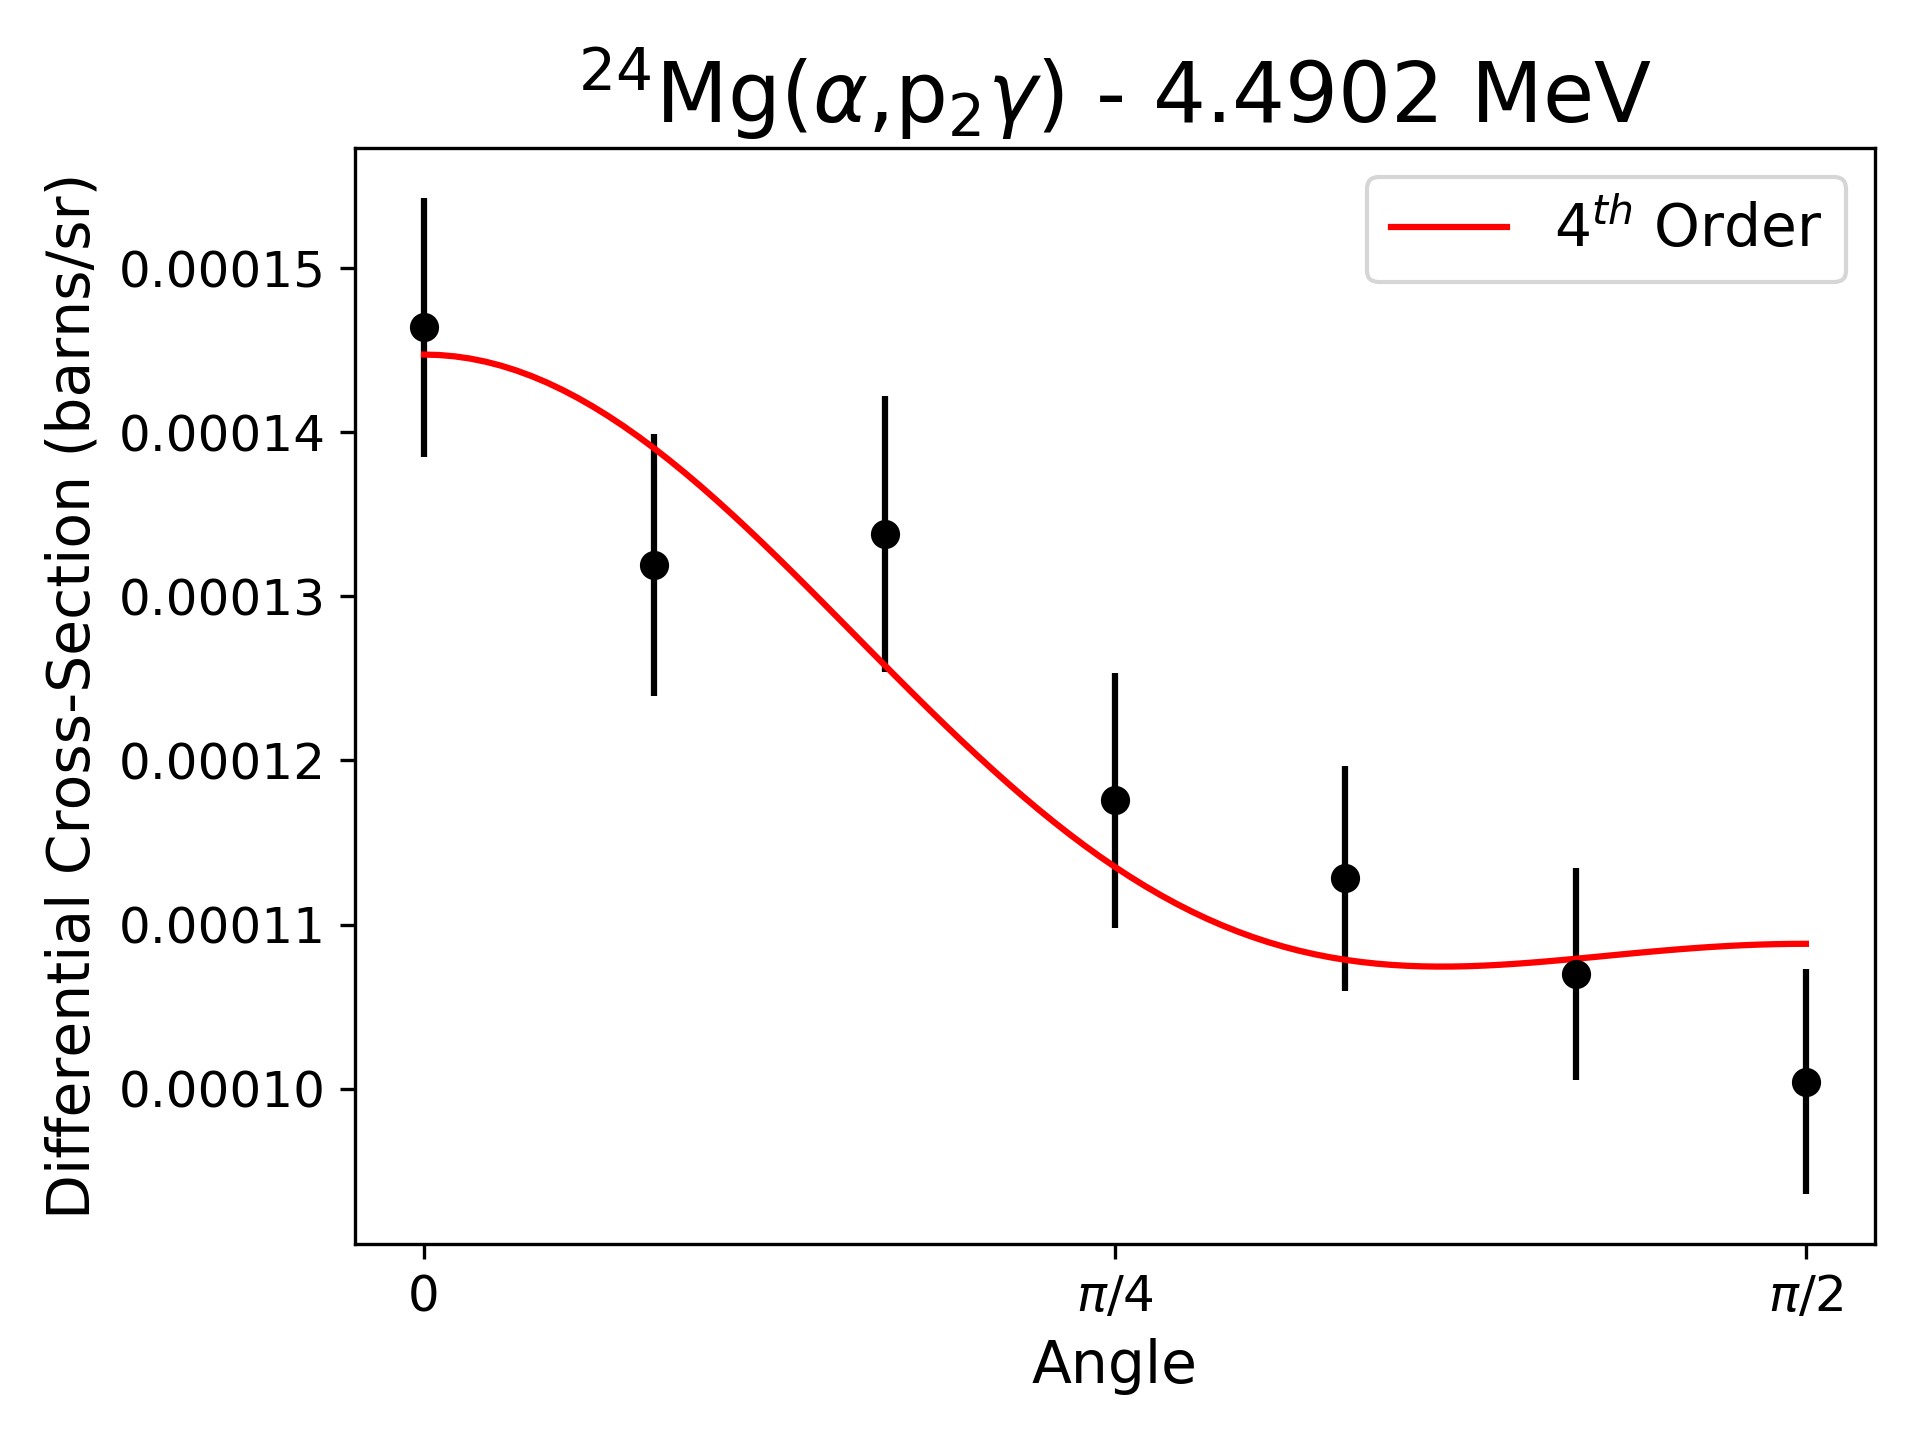 ²⁴Mg(α,p₂γ) - 4.4902 MeV
4ᵗʰ Order
Differential Cross-Section (barns/sr)
0.00015
0.00014
0.00013
0.00012
0.00011
0.00010
0 π/4 π/2
Angle